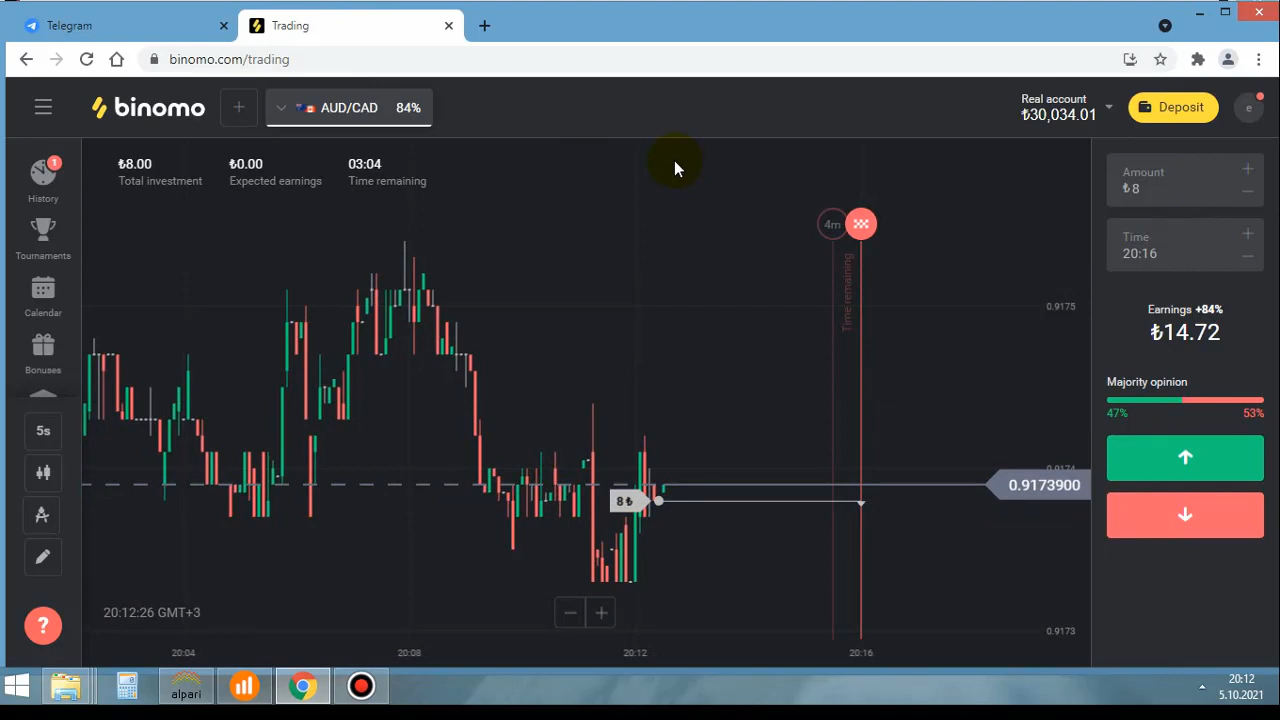 Telegram
Trading
binomo.com/trading
binomo
AUD/CAD 84%
Real account
₺30,034.01
Deposit
e
1
History
Tournaments
Calendar
Bonuses
5s
?
₺8.00
Total investment
₺0.00
Expected earnings
03:04
Time remaining
4m
Time remaining
0.9175
0.9174
0.9173900
0.9173
8 ₺
20:12:26 GMT+3
20:04
20:08
20:12
20:16
Amount
₺8
Time
20:16
Earnings +84%
₺14.72
Majority opinion
47% 53%
alpari
20:12
5.10.2021